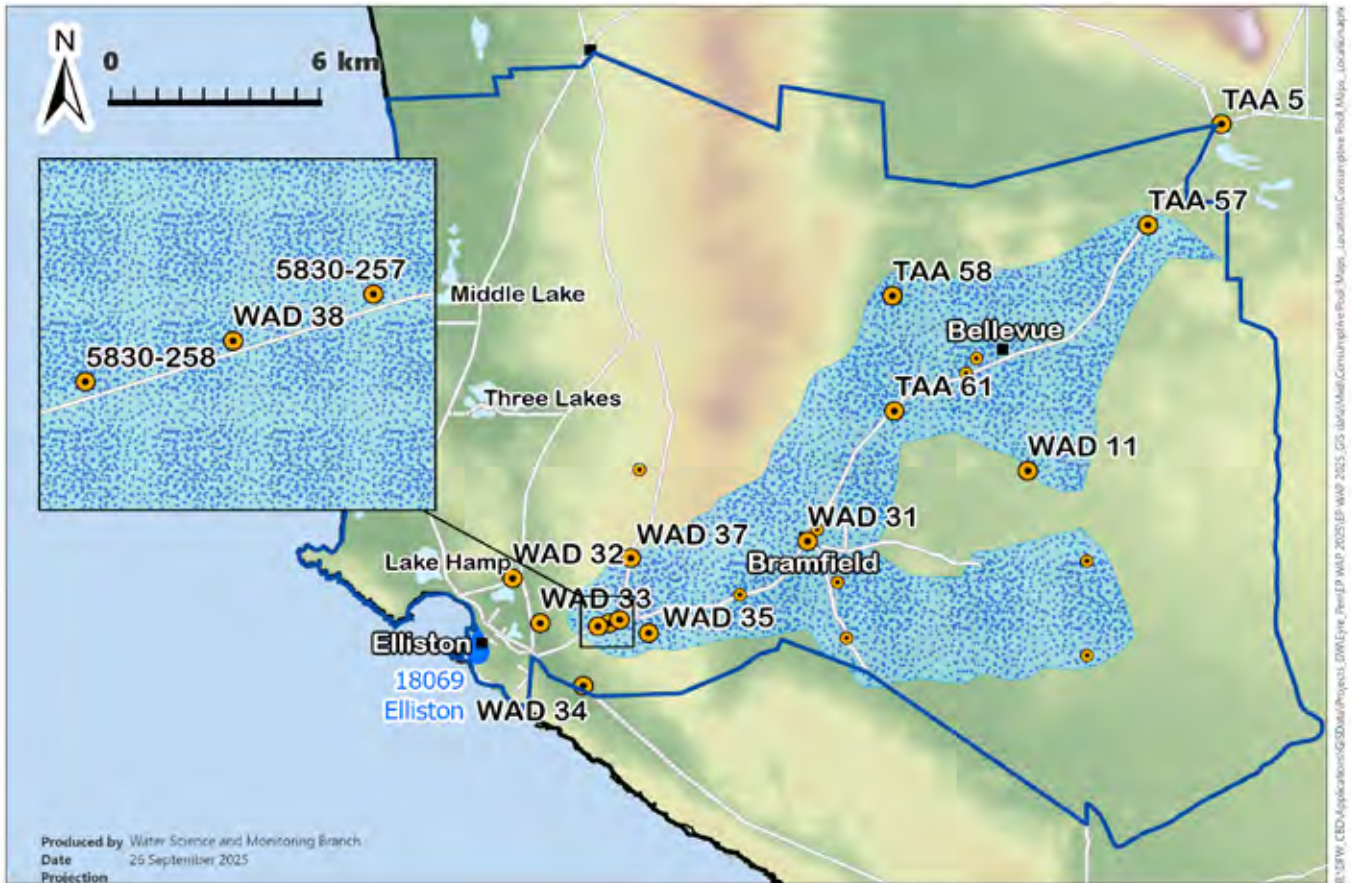 N
0
6 km
TAA 5
TAA 57
5830-257
WAD 38
5830-258
Middle Lake
TAA 58
Bellevue
Three Lakes
TAA 61
WAD 11
WAD 31
WAD 37
WAD 32
Lake Hamp
Bramfield
WAD 33
WAD 35
Elliston
18069
Elliston
WAD 34
Produced by Water Science and Monitoring Branch
Date 26 September 2025
Projection